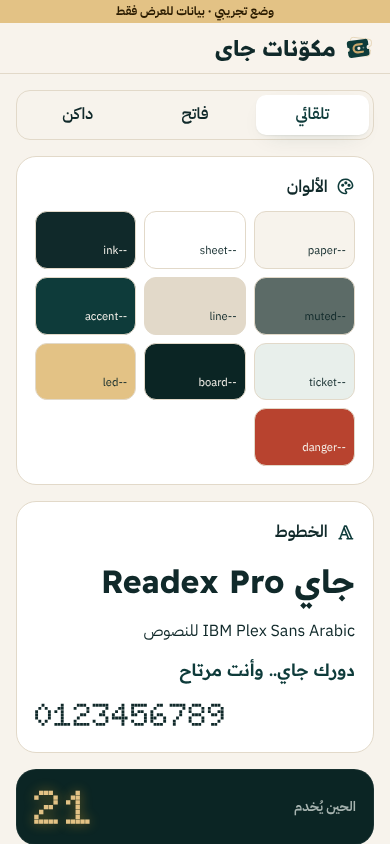 وضع تجريبي · بيانات للعرض فقط
مكوّنات جاي
تلقائي
فاتح
داكن
الألوان
--paper
--sheet
--ink
--muted
--line
--accent
--ticket
--board
--led
--danger
الخطوط
جاي Readex Pro
IBM Plex Sans Arabic للنصوص
دورك جاي.. وأنت مرتاح
0123456789
الحين يُخدم
21